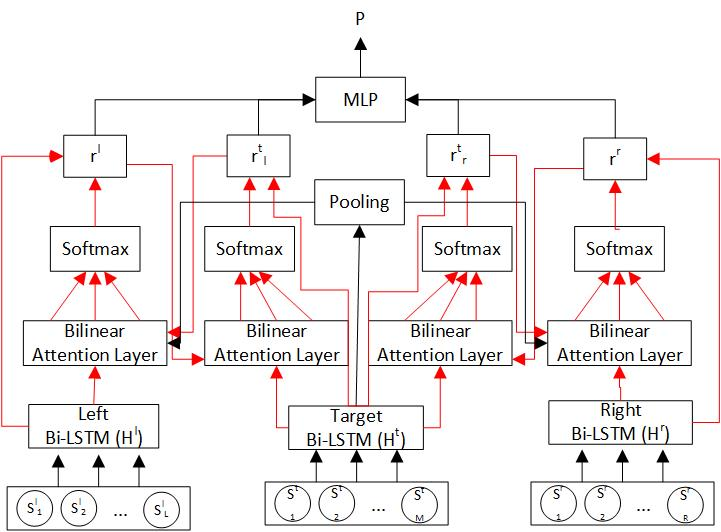 P
MLP
r^l
r^t_l
r^t_r
r^r
Pooling
Softmax
Softmax
Softmax
Softmax
Bilinear
Attention Layer
Bilinear
Attention Layer
Bilinear
Attention Layer
Bilinear
Attention Layer
Left
Bi-LSTM (H^l)
Target
Bi-LSTM (H^t)
Right
Bi-LSTM (H^r)
S^l_1 S^l_2 ... S^l_L
S^t_1 S^t_2 ... S^t_M
S^r_1 S^r_2 ... S^r_R